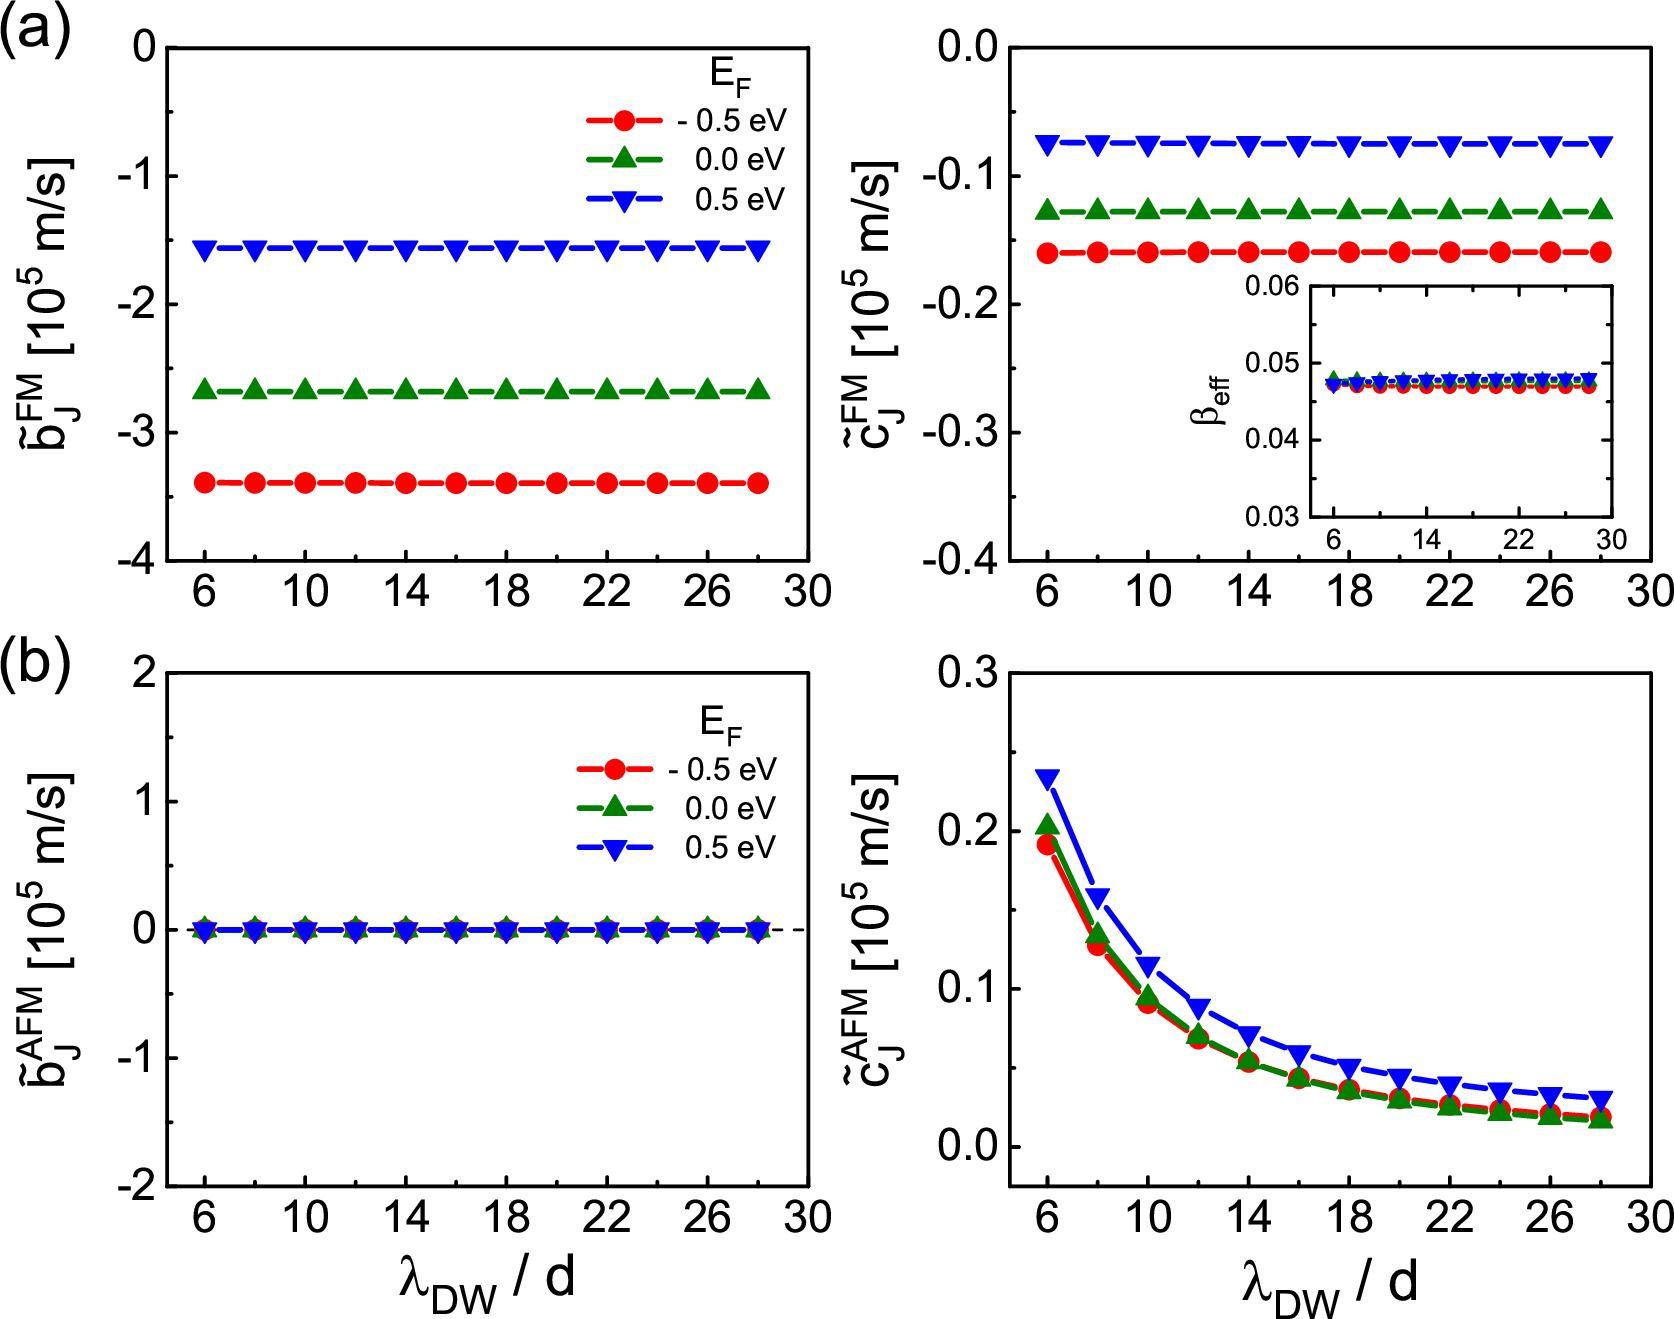 (a)
0
-1
-2
-3
-4
b̃_J^FM [10^5 m/s]
E_F
- 0.5 eV
0.0 eV
0.5 eV
6 10 14 18 22 26 30
0.0
-0.1
-0.2
-0.3
-0.4
c̃_J^FM [10^5 m/s]
0.06
0.05
0.04
0.03
β_eff
6 14 22 30
6 10 14 18 22 26 30
(b)
2
1
0
-1
-2
b̃_J^AFM [10^5 m/s]
E_F
- 0.5 eV
0.0 eV
0.5 eV
6 10 14 18 22 26 30
λ_DW / d
0.3
0.2
0.1
0.0
c̃_J^AFM [10^5 m/s]
6 10 14 18 22 26 30
λ_DW / d